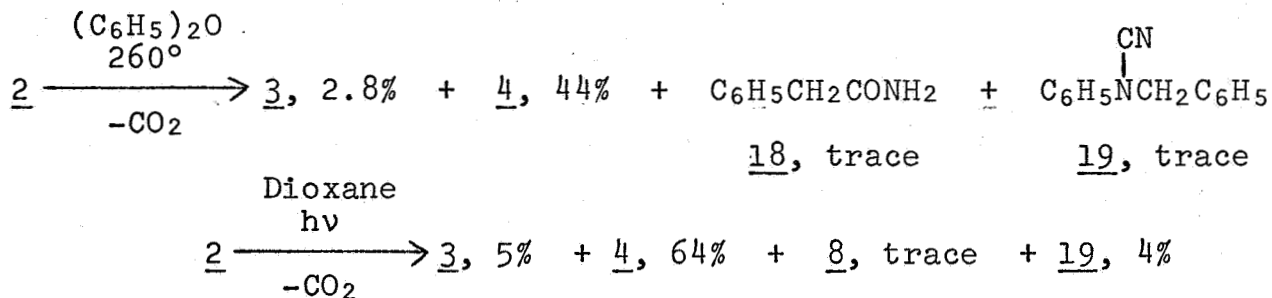 (C₆H₅)₂O
260°
2 → 3, 2.8% + 4, 44% + C₆H₅CH₂CONH₂ + C₆H₅NCH₂C₆H₅
CN
-CO₂
18, trace 19, trace
Dioxane
hν
2 → 3, 5% + 4, 64% + 8, trace + 19, 4%
-CO₂